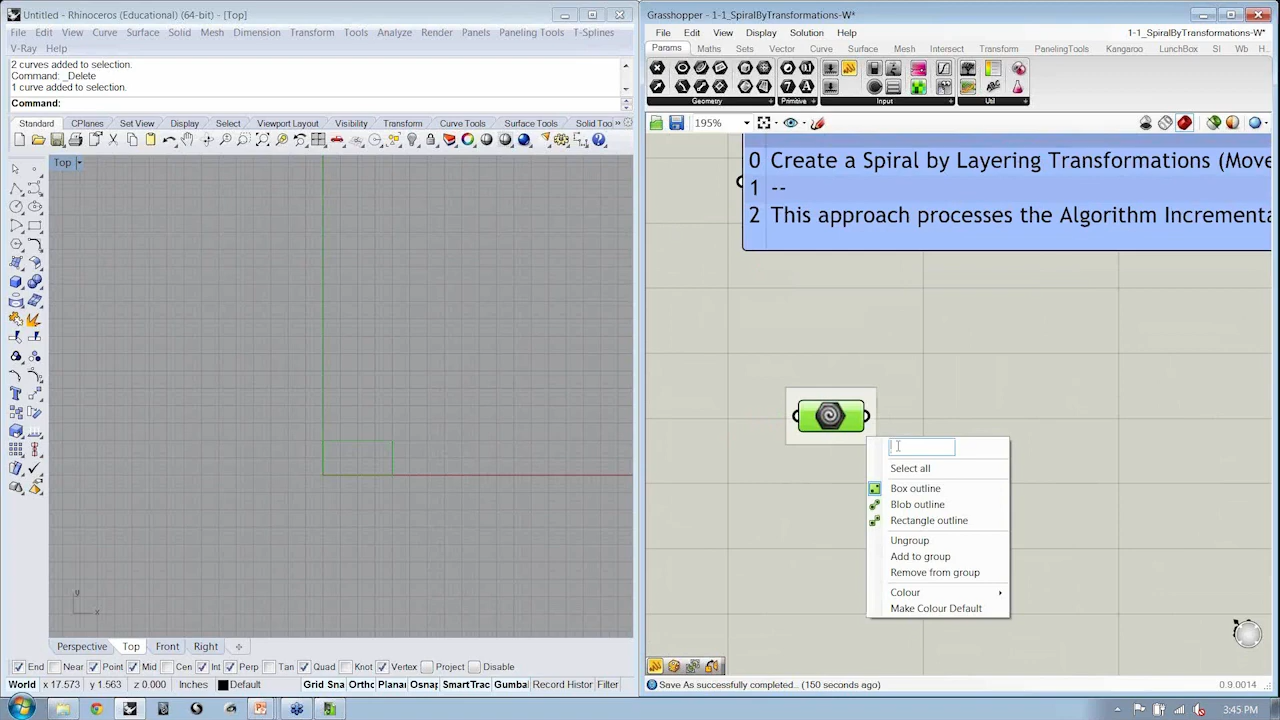 Untitled - Rhinoceros (Educational) (64-bit) - [Top]
File Edit View Curve Surface Solid Mesh Dimension Transform Tools Analyze Render Panels Paneling Tools T-Splines
V-Ray Help
2 curves added to selection.
Command: _Delete
1 curve added to selection.
Command:
Standard CPlanes Set View Display Select Viewport Layout Visibility Transform Curve Tools Surface Tools Solid Too
Top
y
x
Perspective Top Front Right
End Near Point Mid Cen Int Perp Tan Quad Knot Vertex Project Disable
World x 17.573 y 1.563 z 0.000 Inches Default Grid Sna Ortho Planar Osnap SmartTrac Gumba Record Histor Filter
Grasshopper - 1-1_SpiralByTransformations-W*
File Edit View Display Solution Help 1-1_SpiralByTransformations-W*
Params Maths Sets Vector Curve Surface Mesh Intersect Transform PanelingTools Kangaroo LunchBox SI Wb H
Geometry Primitive Input Util
195%
0 Create a Spiral by Layering Transformations (Move
1 --
2 This approach processes the Algorithm Incrementa
Select all
Box outline
Blob outline
Rectangle outline
Ungroup
Add to group
Remove from group
Colour
Make Colour Default
Save As successfully completed... (150 seconds ago) 0.9.0014
3:45 PM